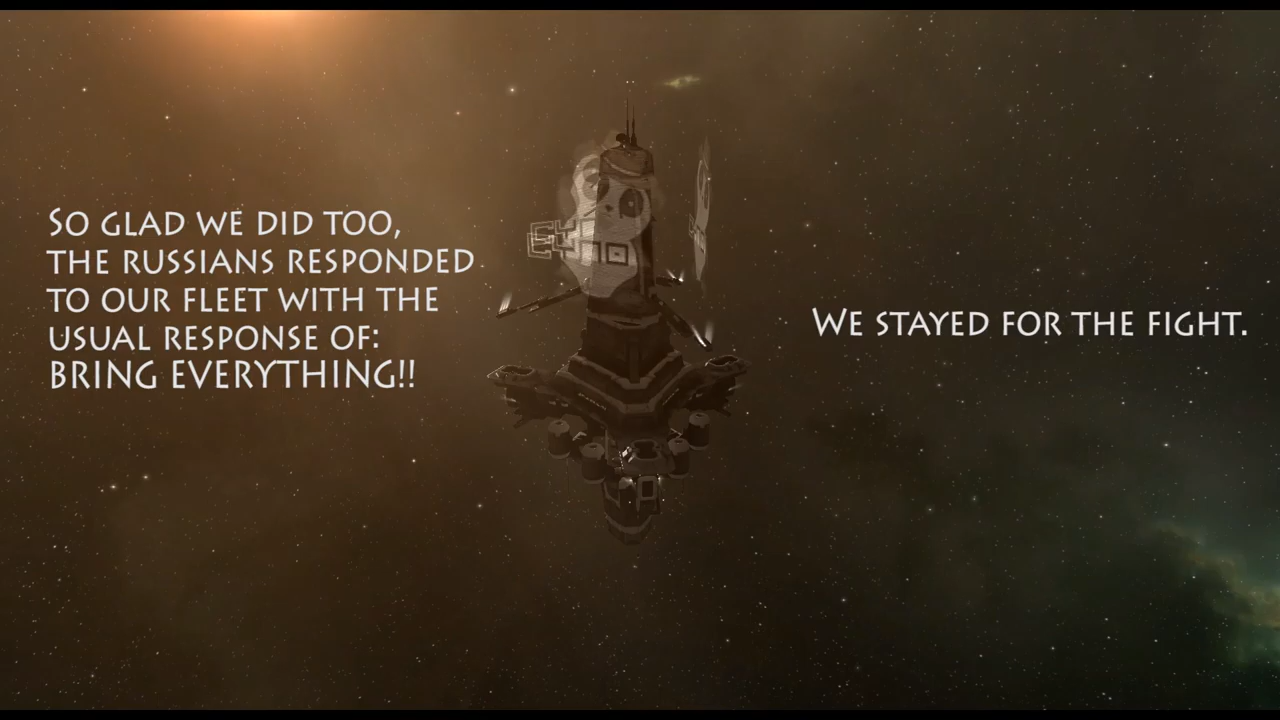 So glad we did too,
the Russians responded
to our fleet with the
usual response of:
BRING EVERYTHING!!
We stayed for the fight.